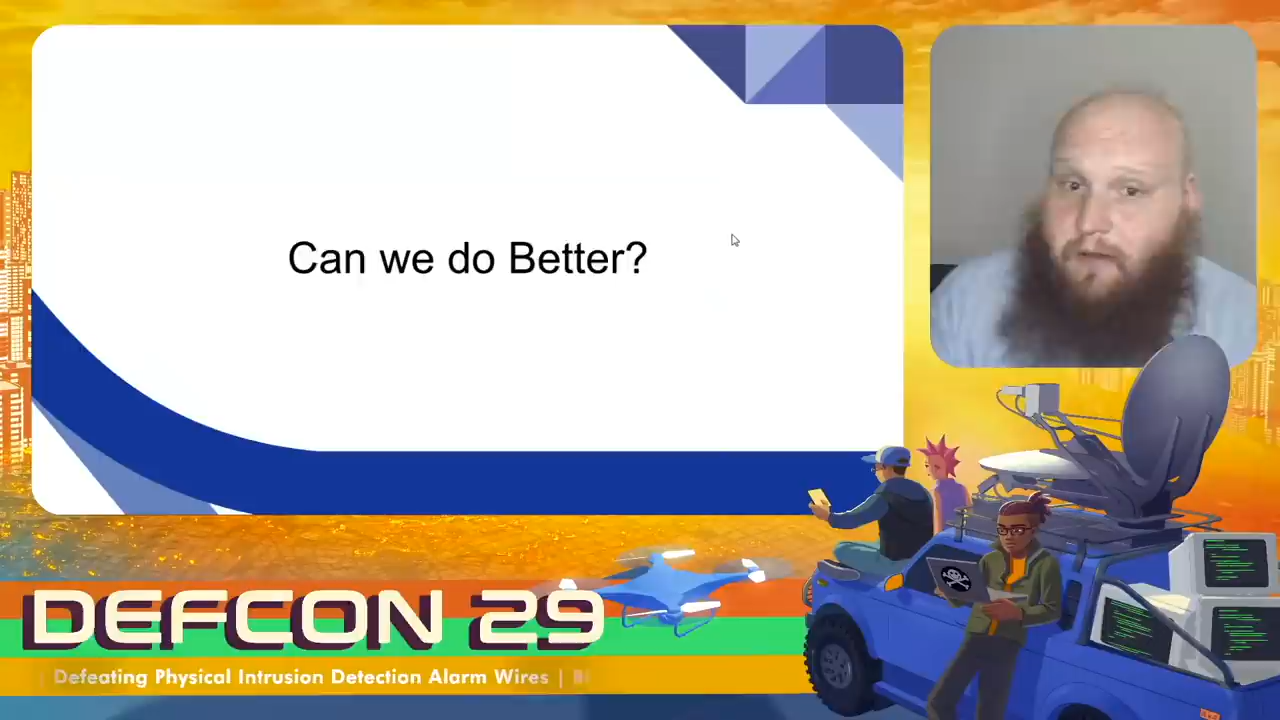 Can we do Better?
DEFCON 29
Defeating Physical Intrusion Detection Alarm Wires |